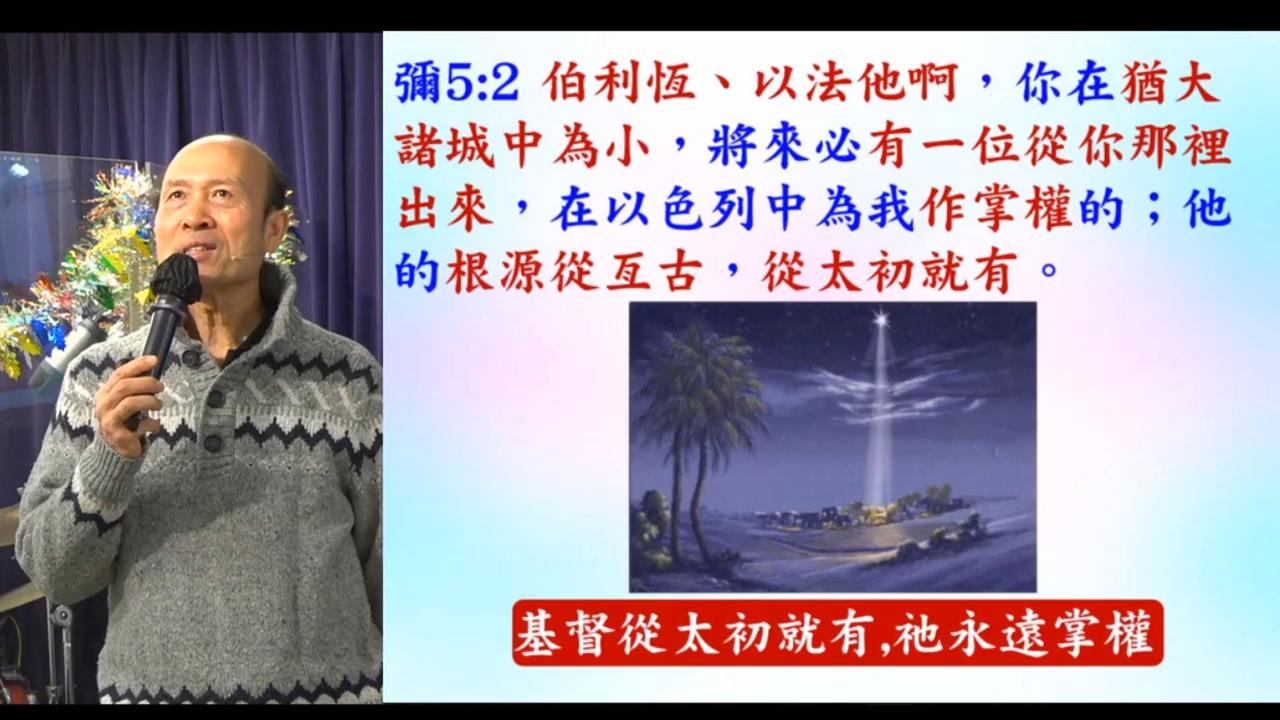 彌5:2 伯利恆、以法他啊，你在猶大
諸城中為小，將來必有一位從你那裡
出來，在以色列中為我作掌權的；他
的根源從亙古，從太初就有。
基督從太初就有,祂永遠掌權